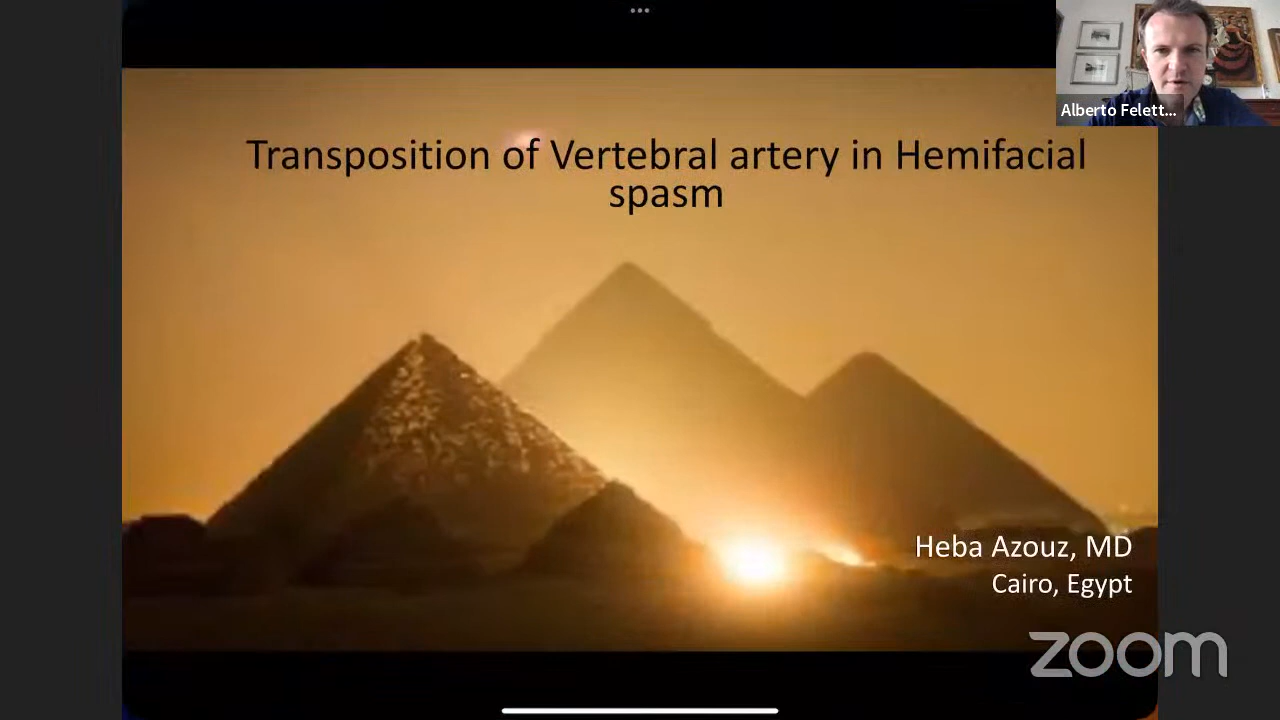 Alberto Felett...
Transposition of Vertebral artery in Hemifacial
spasm
Heba Azouz, MD
Cairo, Egypt
zoom